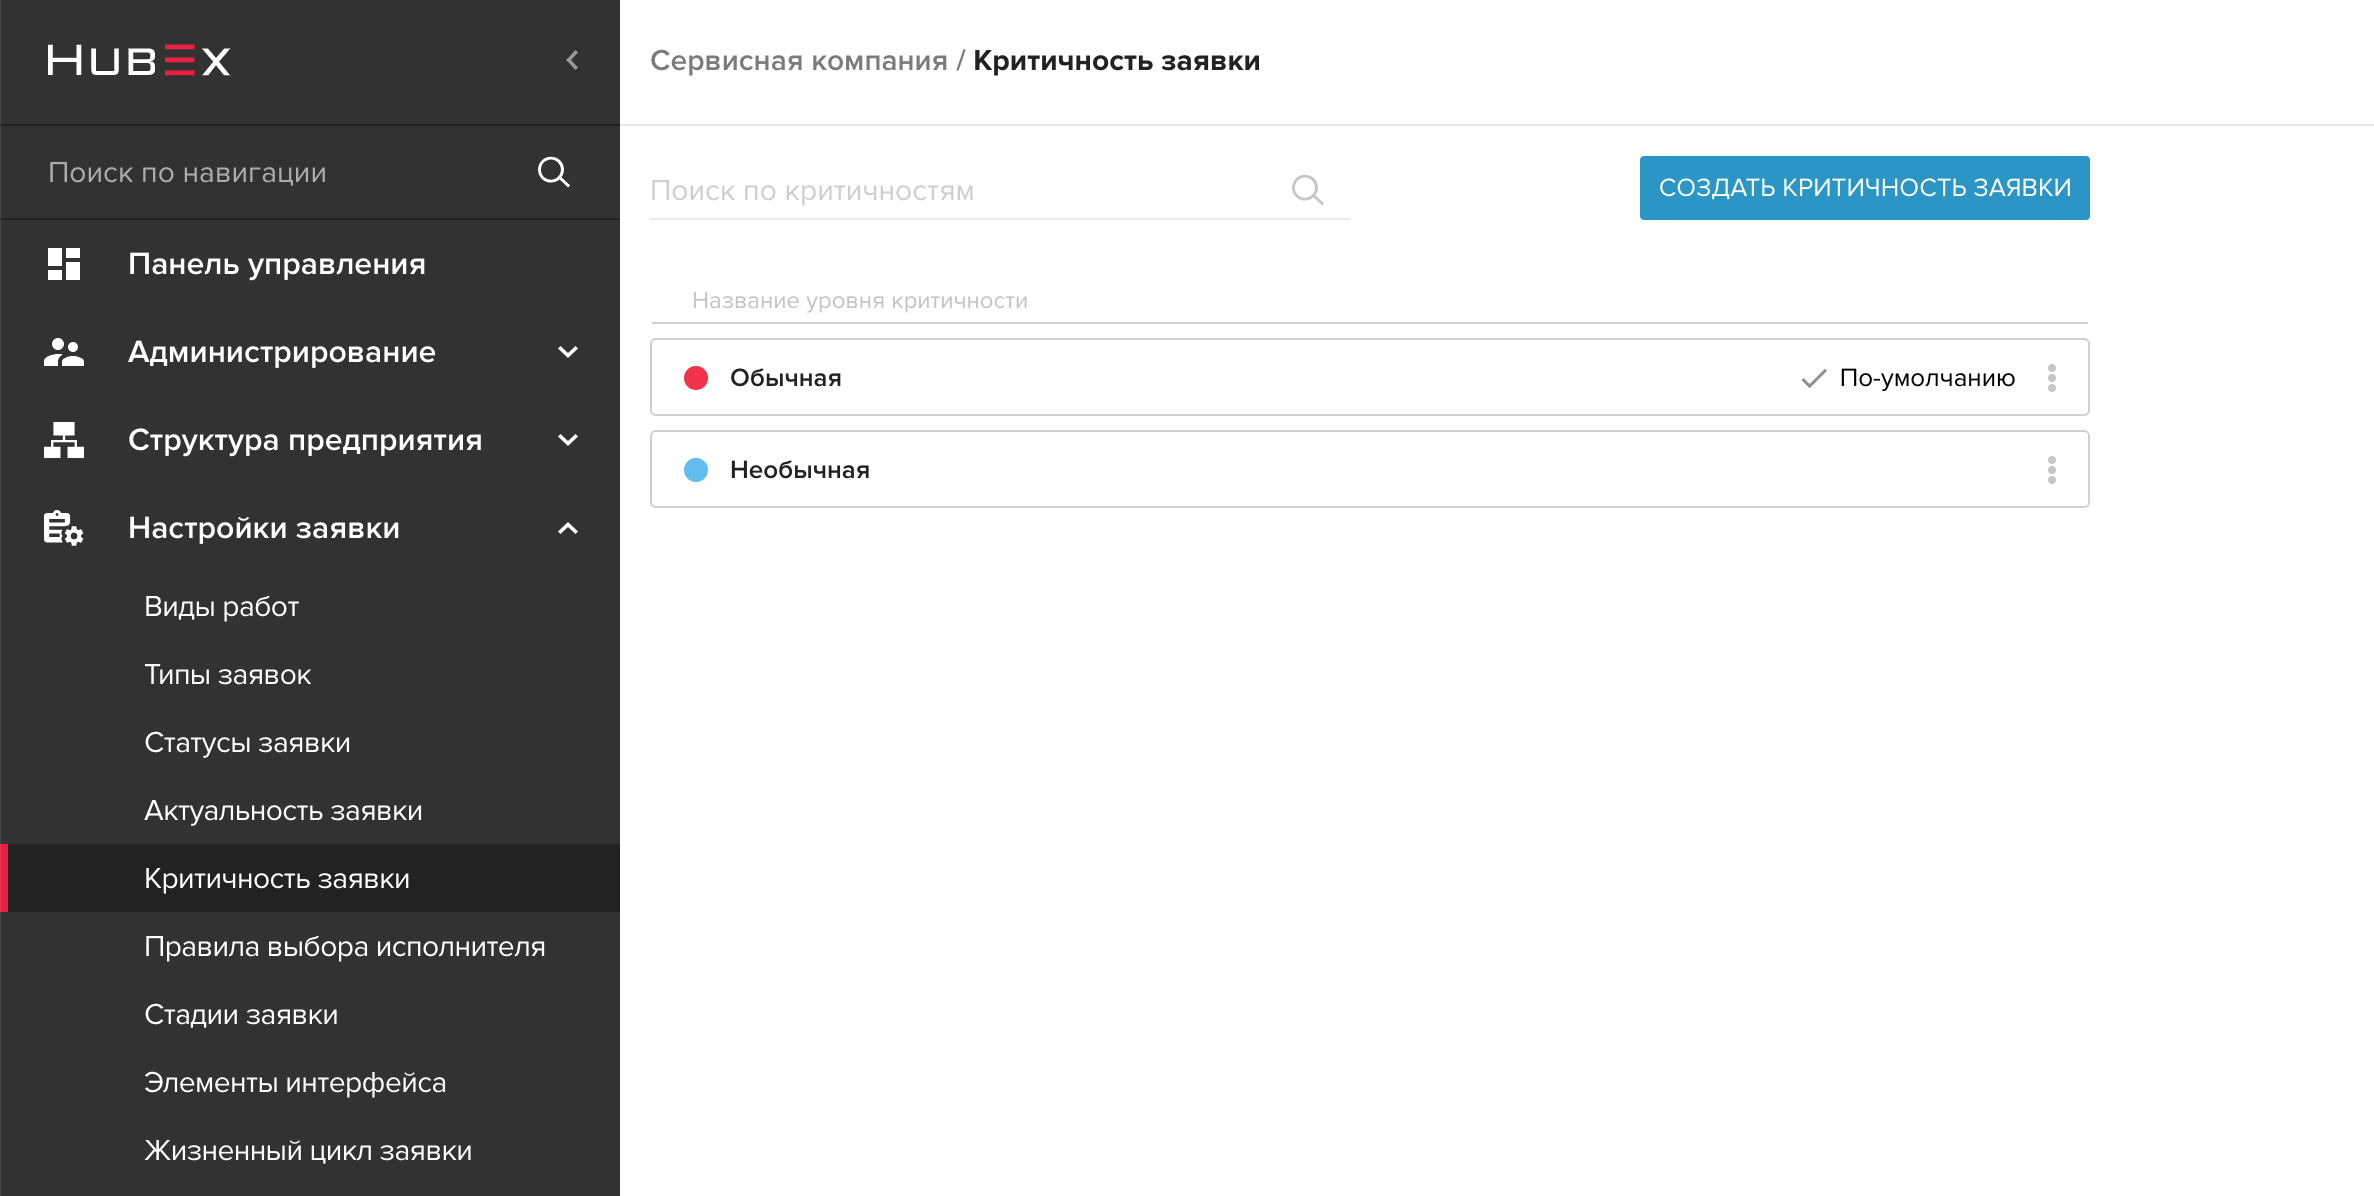 HUBEX
Поиск по навигации
Панель управления
Администрирование
Структура предприятия
Настройки заявки
Виды работ
Типы заявок
Статусы заявки
Актуальность заявки
Критичность заявки
Правила выбора исполнителя
Стадии заявки
Элементы интерфейса
Жизненный цикл заявки
Сервисная компания / Критичность заявки
Поиск по критичностям
СОЗДАТЬ КРИТИЧНОСТЬ ЗАЯВКИ
Название уровня критичности
Обычная
По-умолчанию
Необычная